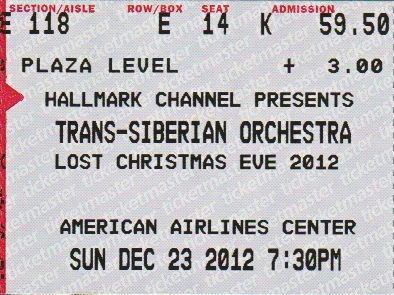 SECTION/AISLE ROW/BOX SEAT ADMISSION
E 118 E 14 K 59.50
PLAZA LEVEL + 3.00
HALLMARK CHANNEL PRESENTS
TRANS-SIBERIAN ORCHESTRA
LOST CHRISTMAS EVE 2012
AMERICAN AIRLINES CENTER
SUN DEC 23 2012 7:30PM
ticketmaster